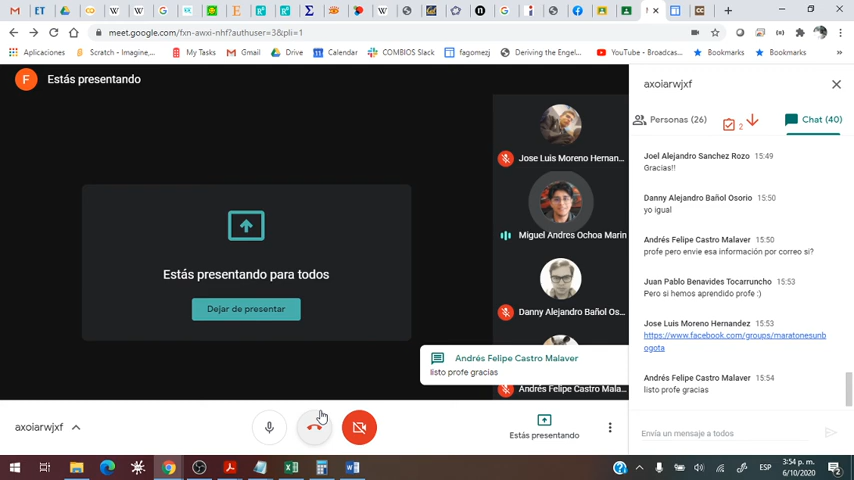 meet.google.com/fxn-awxi-nhf?authuser=3&pli=1
Aplicaciones
Scratch - Imagine,...
My Tasks
Gmail
Drive
Calendar
COMBIOS Slack
fagomezj
Deriving the Engel...
YouTube - Broadcas...
Bookmarks
Bookmarks
F
Estás presentando
axoiarwjxf
Personas (26)
2
Chat (40)
Jose Luis Moreno Hernan...
Miguel Andres Ochoa Marin
Danny Alejandro Bañol Os...
Andrés Felipe Castro Mala...
Estás presentando para todos
Dejar de presentar
Andrés Felipe Castro Malaver
listo profe gracias
Joel Alejandro Sanchez Rozo 15:49
Gracias!!
Danny Alejandro Bañol Osorio 15:50
yo igual
Andrés Felipe Castro Malaver 15:50
profe pero envie esa información por correo si?
Juan Pablo Benavides Tocarruncho 15:53
Pero si hemos aprendido profe :)
Jose Luis Moreno Hernandez 15:53
https://www.facebook.com/groups/maratonesunb
ogota
Andrés Felipe Castro Malaver 15:54
listo profe gracias
Envía un mensaje a todos
axoiarwjxf
Estás presentando
ESP
3:54 p. m.
6/10/2020
2